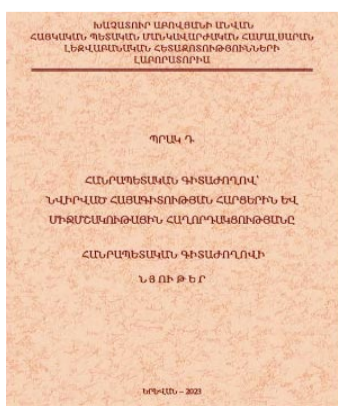 ԽԱՉԱՏՈՒՐ ԱԲՈՎՅԱՆԻ ԱՆՎԱՆ
ՀԱՅԿԱԿԱՆ ՊԵՏԱԿԱՆ ՄԱՆԿԱՎԱՐԺԱԿԱՆ ՀԱՄԱԼՍԱՐԱՆ
ԼԵԶՎԱԲԱՆԱԿԱՆ ՀԵՏԱԶՈՏՈՒԹՅՈՒՆՆԵՐԻ
ԼԱԲՈՐԱՏՈՐԻԱ
ՊՐԱԿ Դ
ՀԱՆՐԱՊԵՏԱԿԱՆ ԳԻՏԱԺՈՂՈՎ՝
ՆՎԻՐՎԱԾ ՀԱՅԱԳԻՏՈՒԹՅԱՆ ՀԱՐՑԵՐԻՆ ԵՎ
ՄԻՋՄՇԱԿՈՒԹԱՅԻՆ ՀԱՂՈՐԴԱԿՑՈՒԹՅԱՆԸ
ՀԱՆՐԱՊԵՏԱԿԱՆ ԳԻՏԱԺՈՂՈՎԻ
Ն Յ ՈՒ Թ Ե Ր
ԵՐԵՎԱՆ – 2023